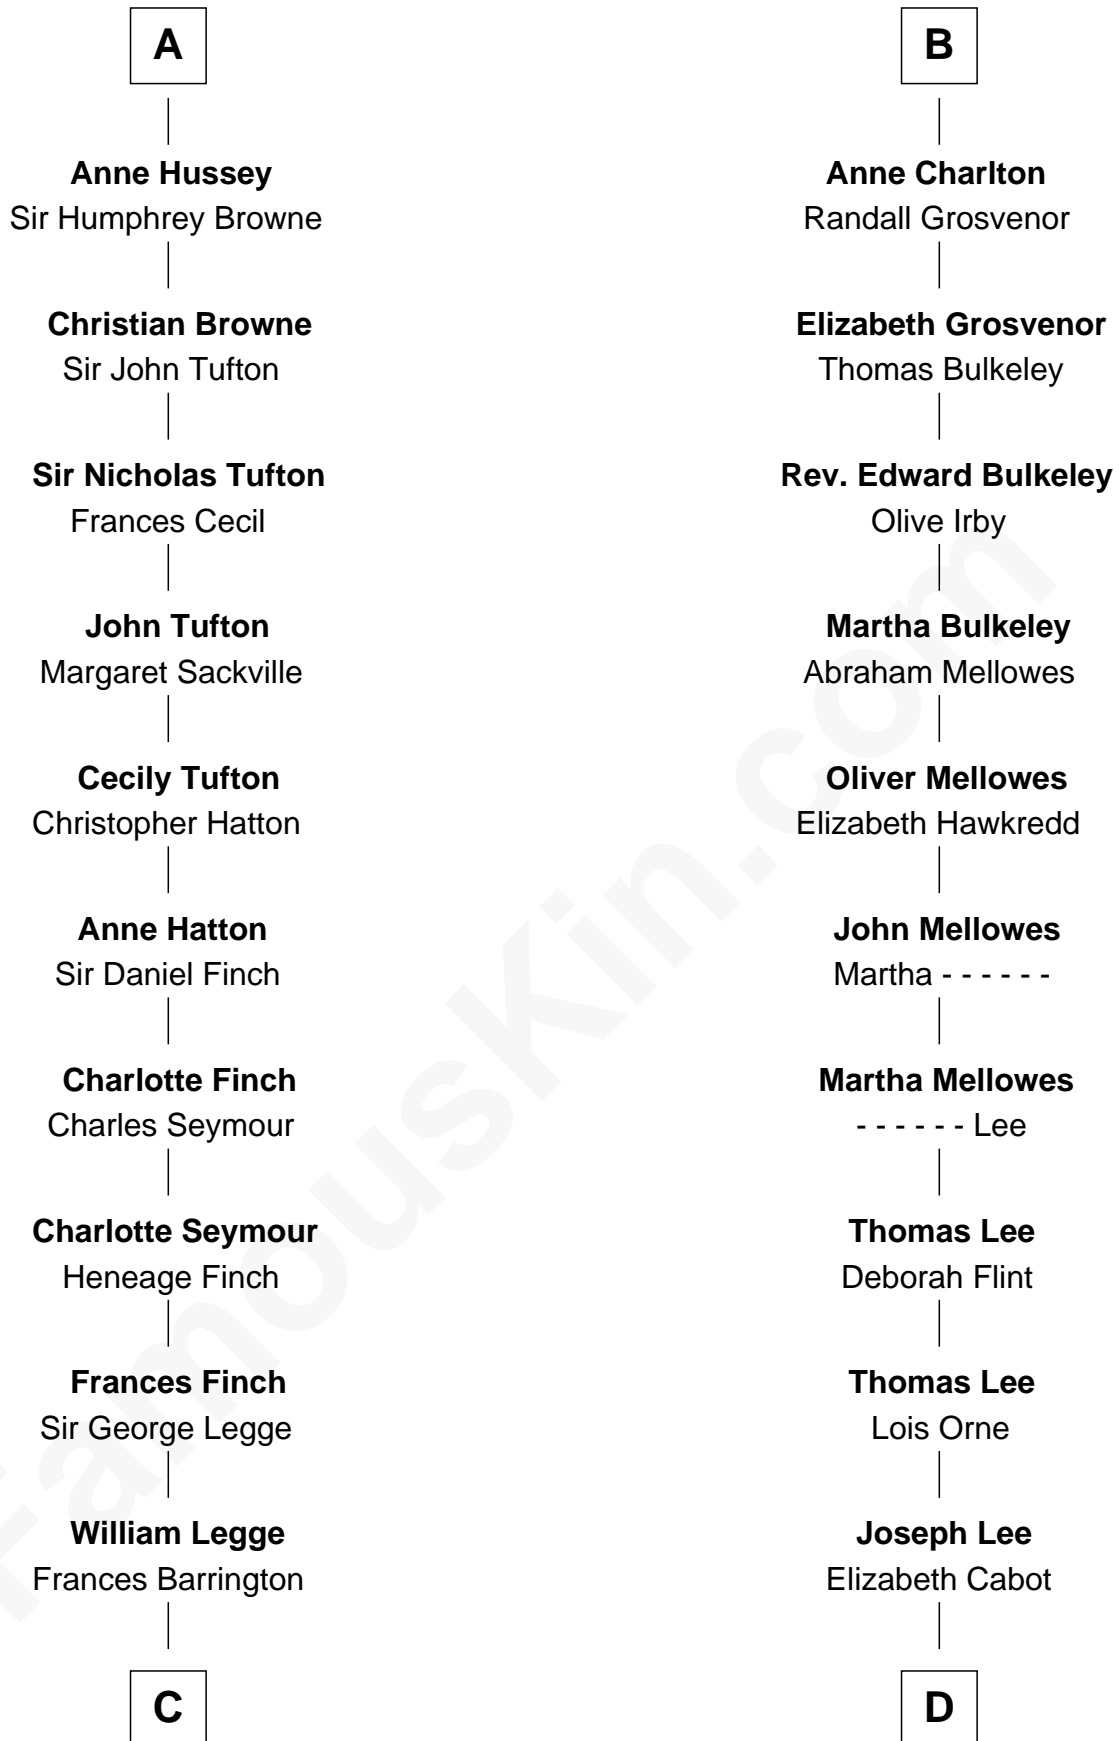 A
Anne Hussey
Sir Humphrey Browne
Christian Browne
Sir John Tufton
Sir Nicholas Tufton
Frances Cecil
John Tufton
Margaret Sackville
Cecily Tufton
Christopher Hatton
Anne Hatton
Sir Daniel Finch
Charlotte Finch
Charles Seymour
Charlotte Seymour
Heneage Finch
Frances Finch
Sir George Legge
William Legge
Frances Barrington
C
B
Anne Charlton
Randall Grosvenor
Elizabeth Grosvenor
Thomas Bulkeley
Rev. Edward Bulkeley
Olive Irby
Martha Bulkeley
Abraham Mellowes
Oliver Mellowes
Elizabeth Hawkredd
John Mellowes
Martha - - - - - -
Martha Mellowes
- - - - - - Lee
Thomas Lee
Deborah Flint
Thomas Lee
Lois Orne
Joseph Lee
Elizabeth Cabot
D
FamousKin.com